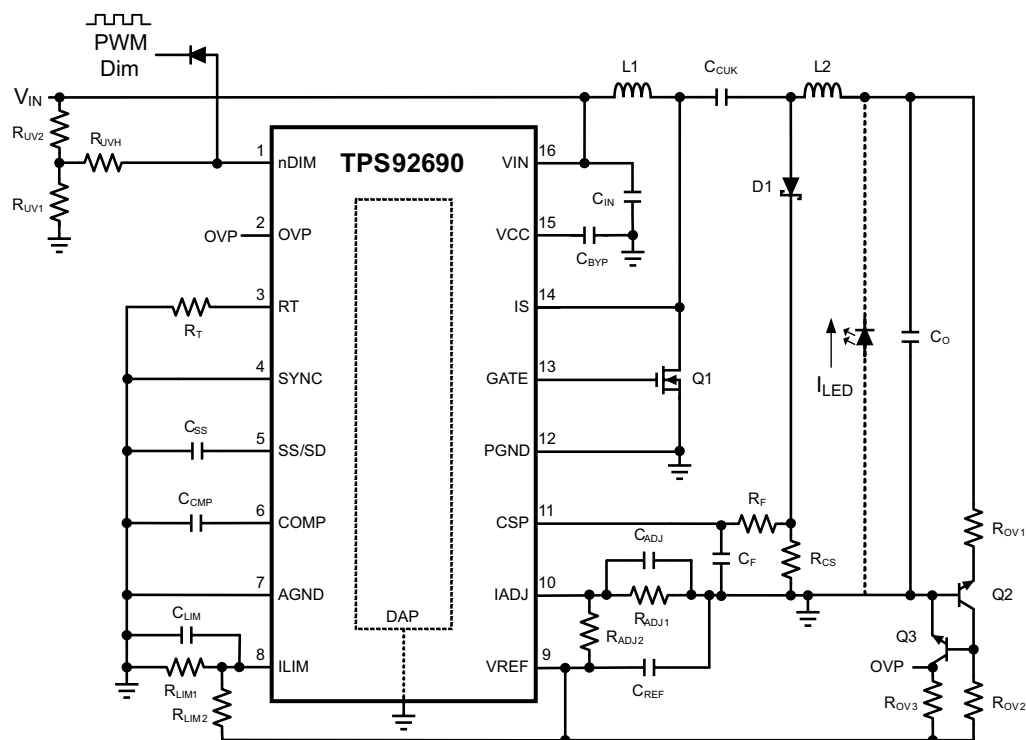 PWM
Dim
L1
CCUK
L2
VIN
RUV2
RUVH
1
nDIM
TPS92690
VIN
16
CIN
D1
RUV1
2
OVP
OVP
VCC
15
CBYP
3
RT
RT
IS
14
CO
ILED
4
SYNC
GATE
13
Q1
CSS
5
SS/SD
PGND
12
CCMP
6
COMP
CSP
11
RF
ROV1
CADJ
CF
RCS
7
AGND
IADJ
10
Q2
DAP
RADJ1
CLIM
RADJ2
Q3
8
ILIM
VREF
9
OVP
RLIM1
CREF
RLIM2
ROV3
ROV2